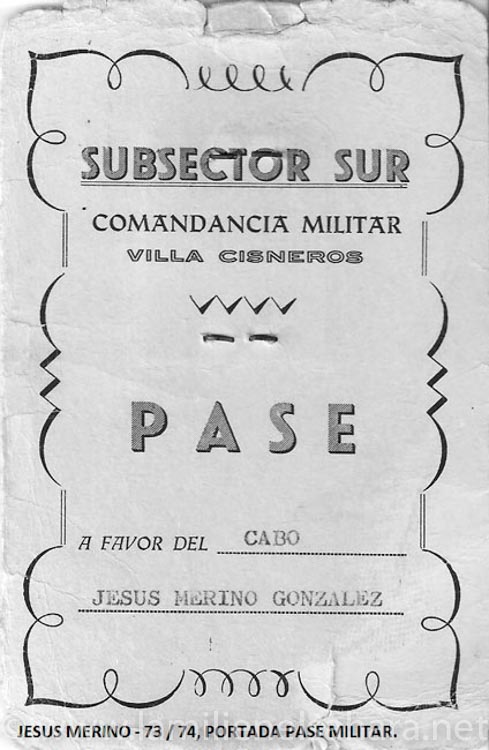 SUBSECTOR SUR
COMANDANCIA MILITAR
VILLA CISNEROS
PASE
A FAVOR DEL CABO
JESUS MERINO GONZALEZ
JESUS MERINO - 73 / 74, PORTADA PASE MILITAR.